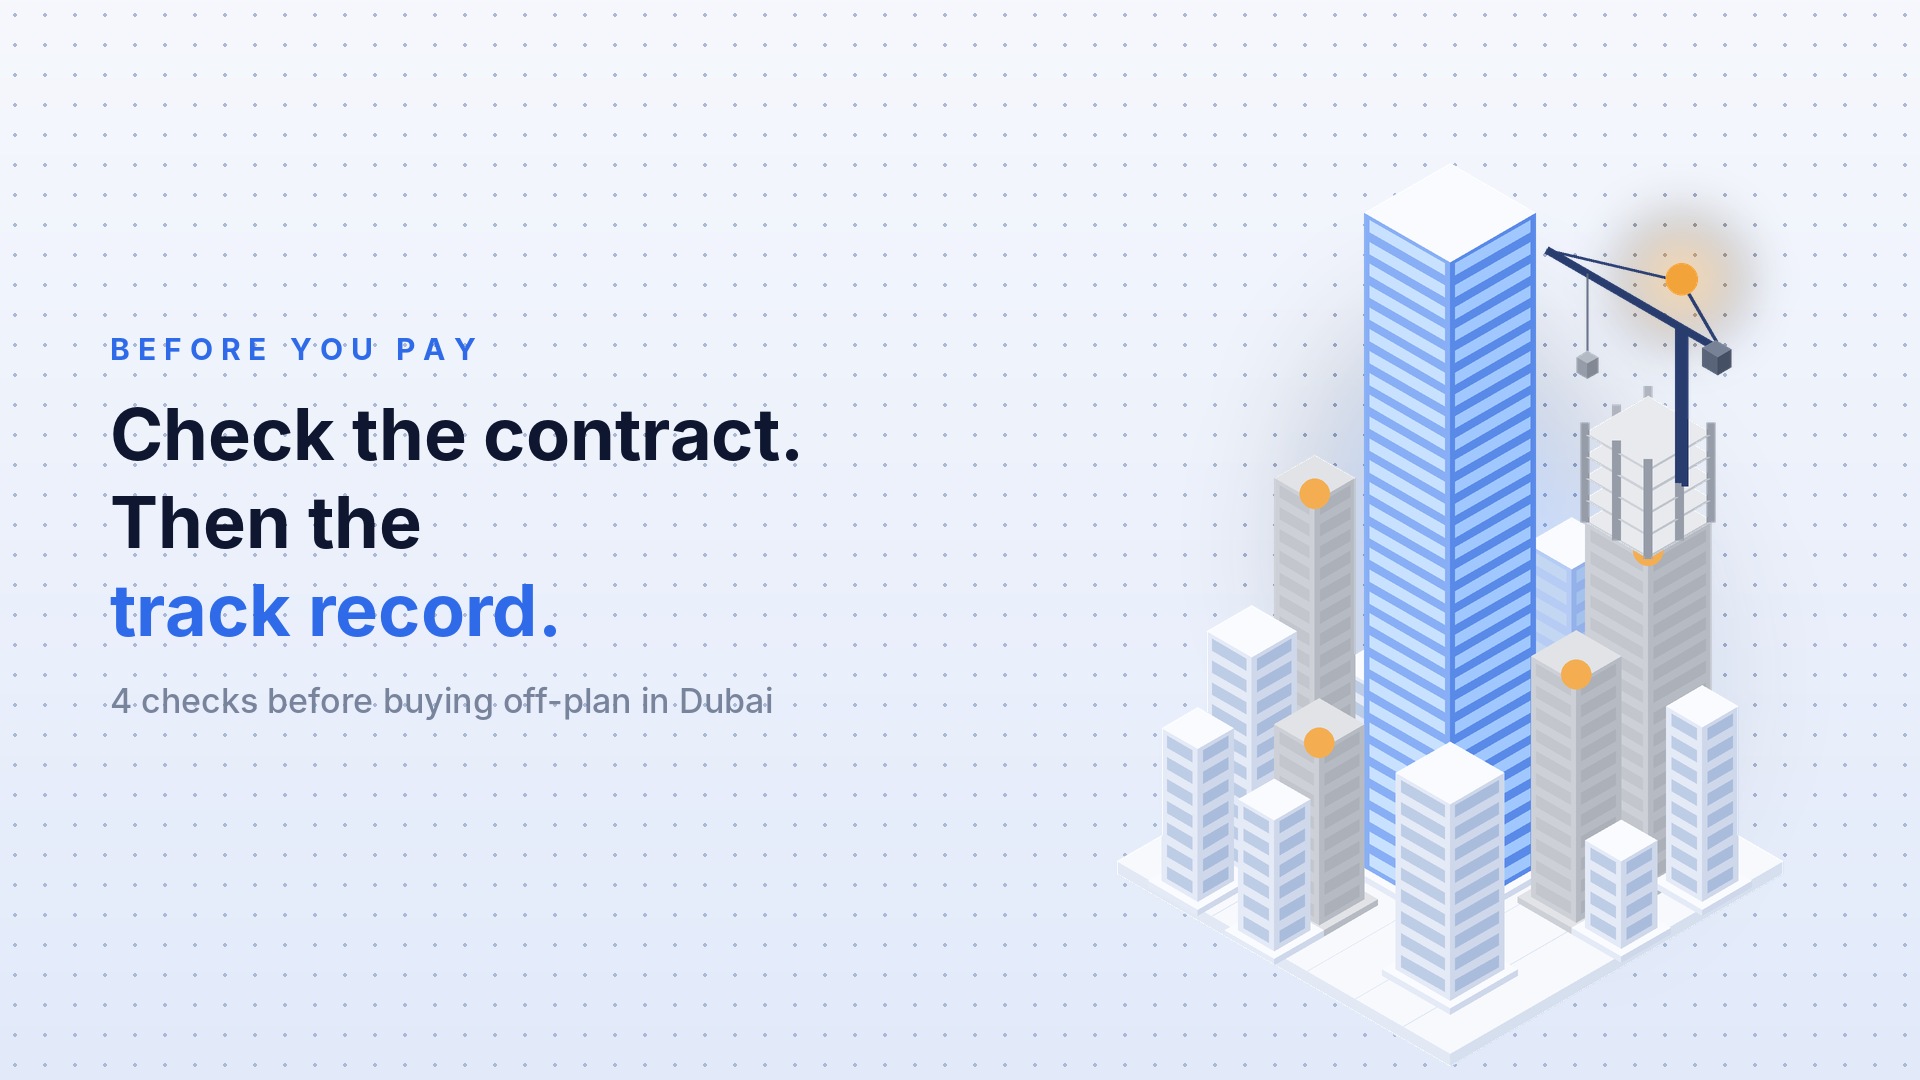 BEFORE YOU PAY
Check the contract.
Then the
track record.
4 checks before buying off-plan in Dubai